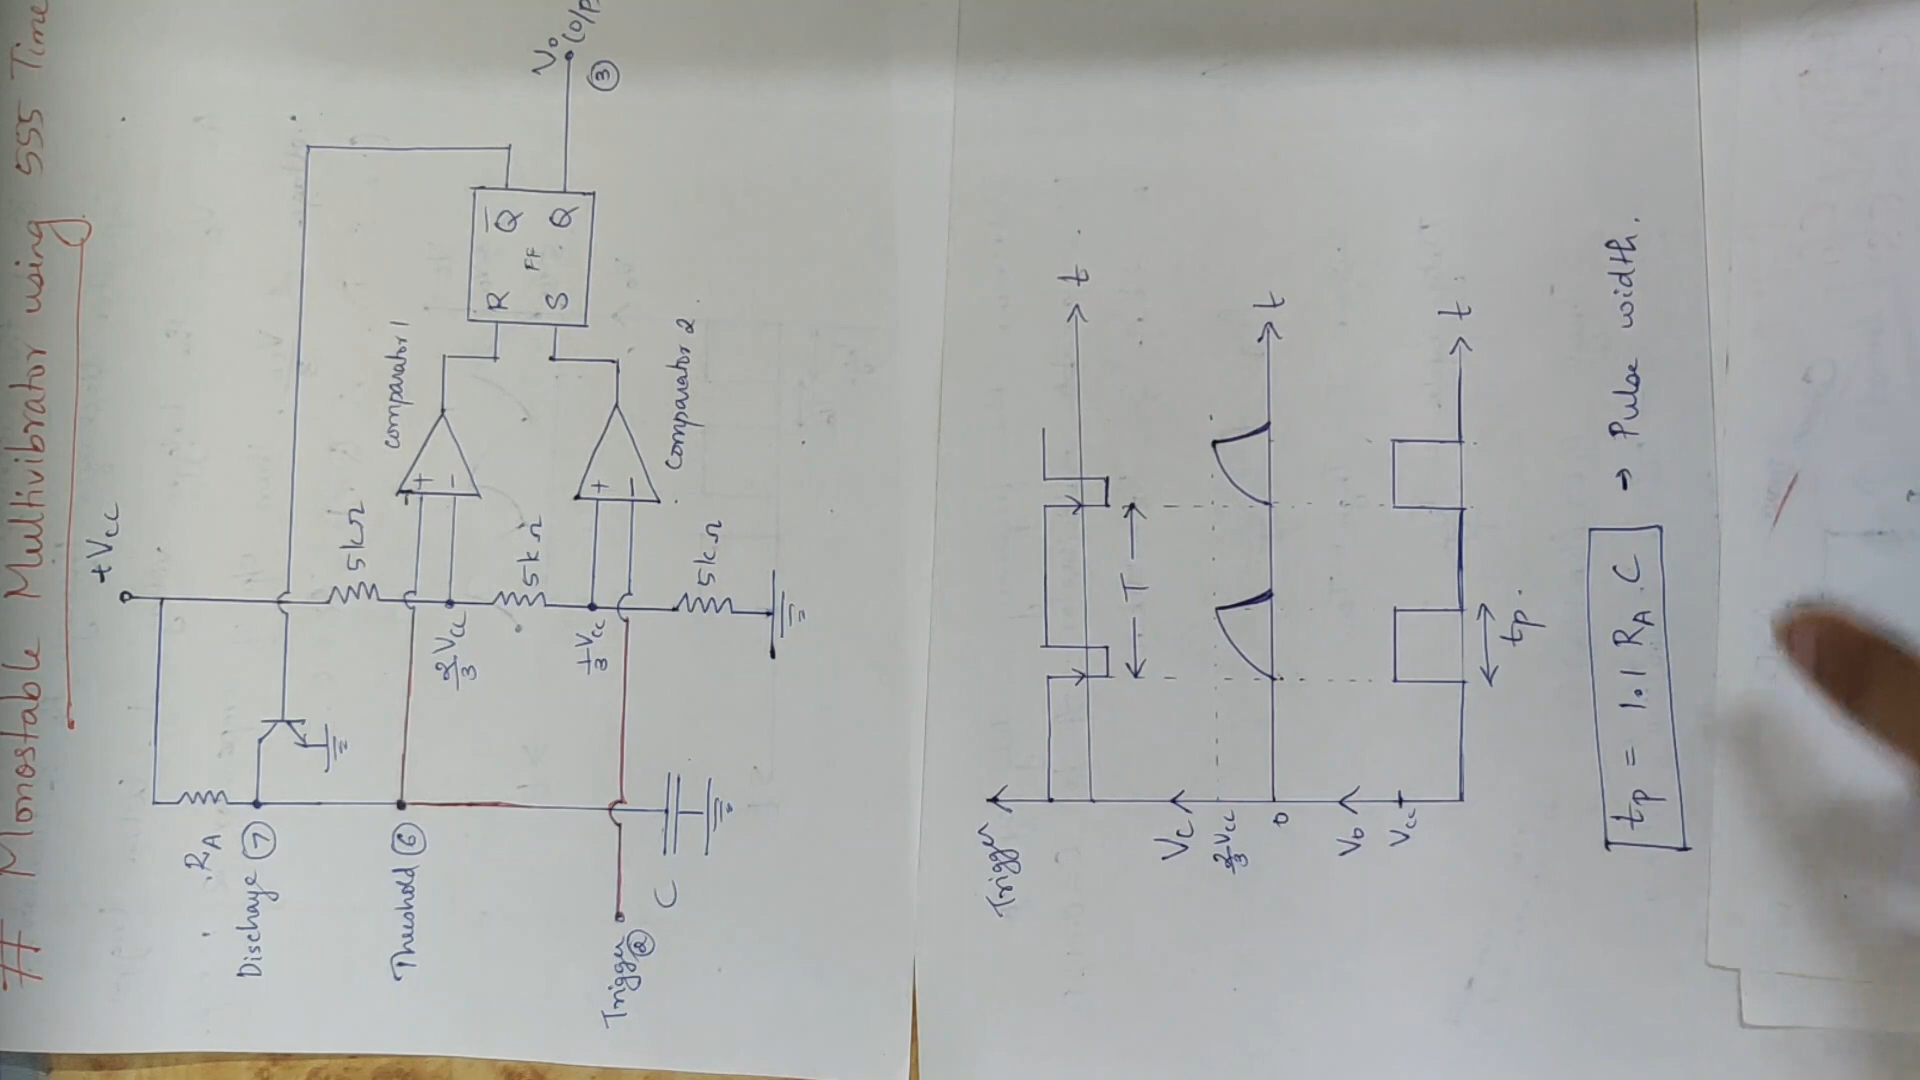 # Monostable Multivibrator using 555 Time
+Vcc
RA
Discharge 7
Threshold 6
Trigger 2
C
5kΩ
5kΩ
5kΩ
2/3 Vcc
1/3 Vcc
+
-
+
-
comparator 1
comparator 2
R Q̅
FF
S Q
Vo (o/p)
3
Trigger
t
T
Vc
2/3 Vcc
0
t
Vo
Vcc
t
tp.
tp = 1.1 RA C → Pulse width.